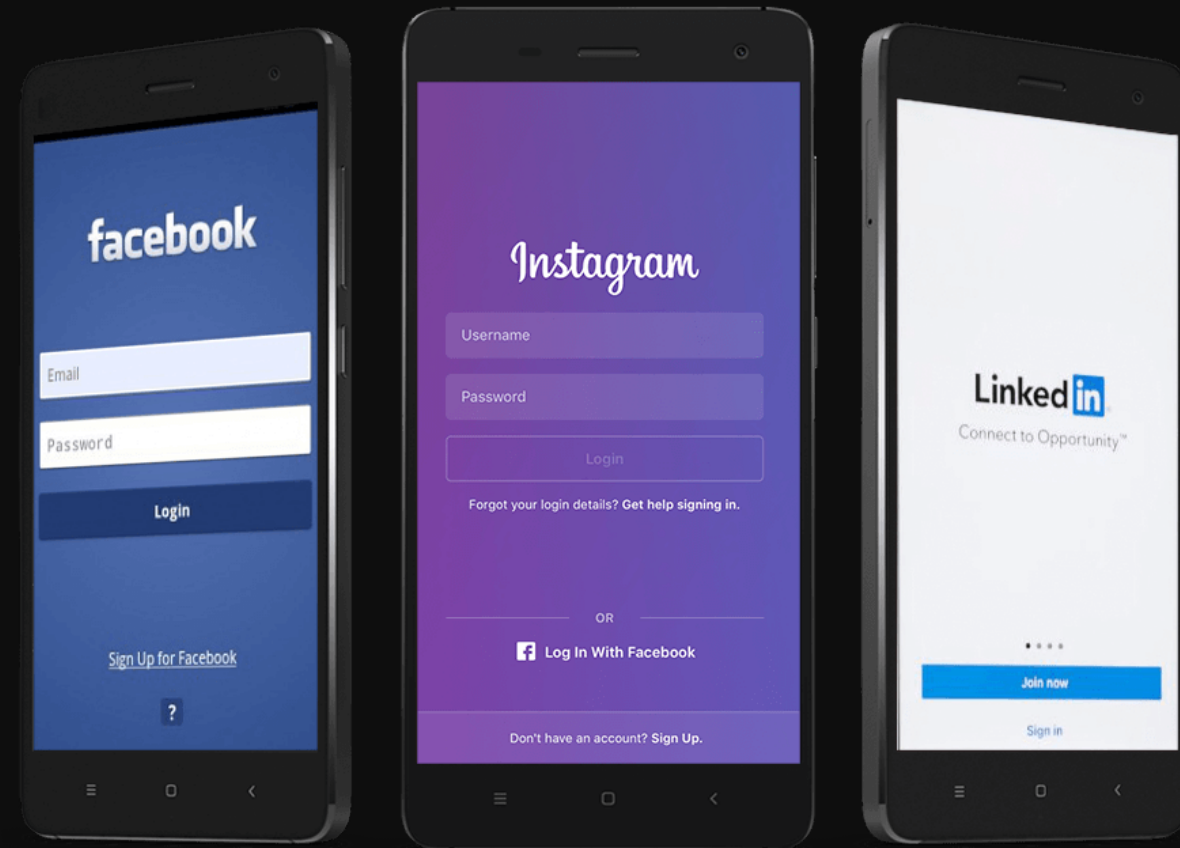 facebook
Email
Password
Login
Sign Up for Facebook
?
Instagram
Username
Password
Login
Forgot your login details? Get help signing in.
OR
f Log In With Facebook
Don't have an account? Sign Up.
Linked in
Connect to Opportunity™
Join now
Sign in